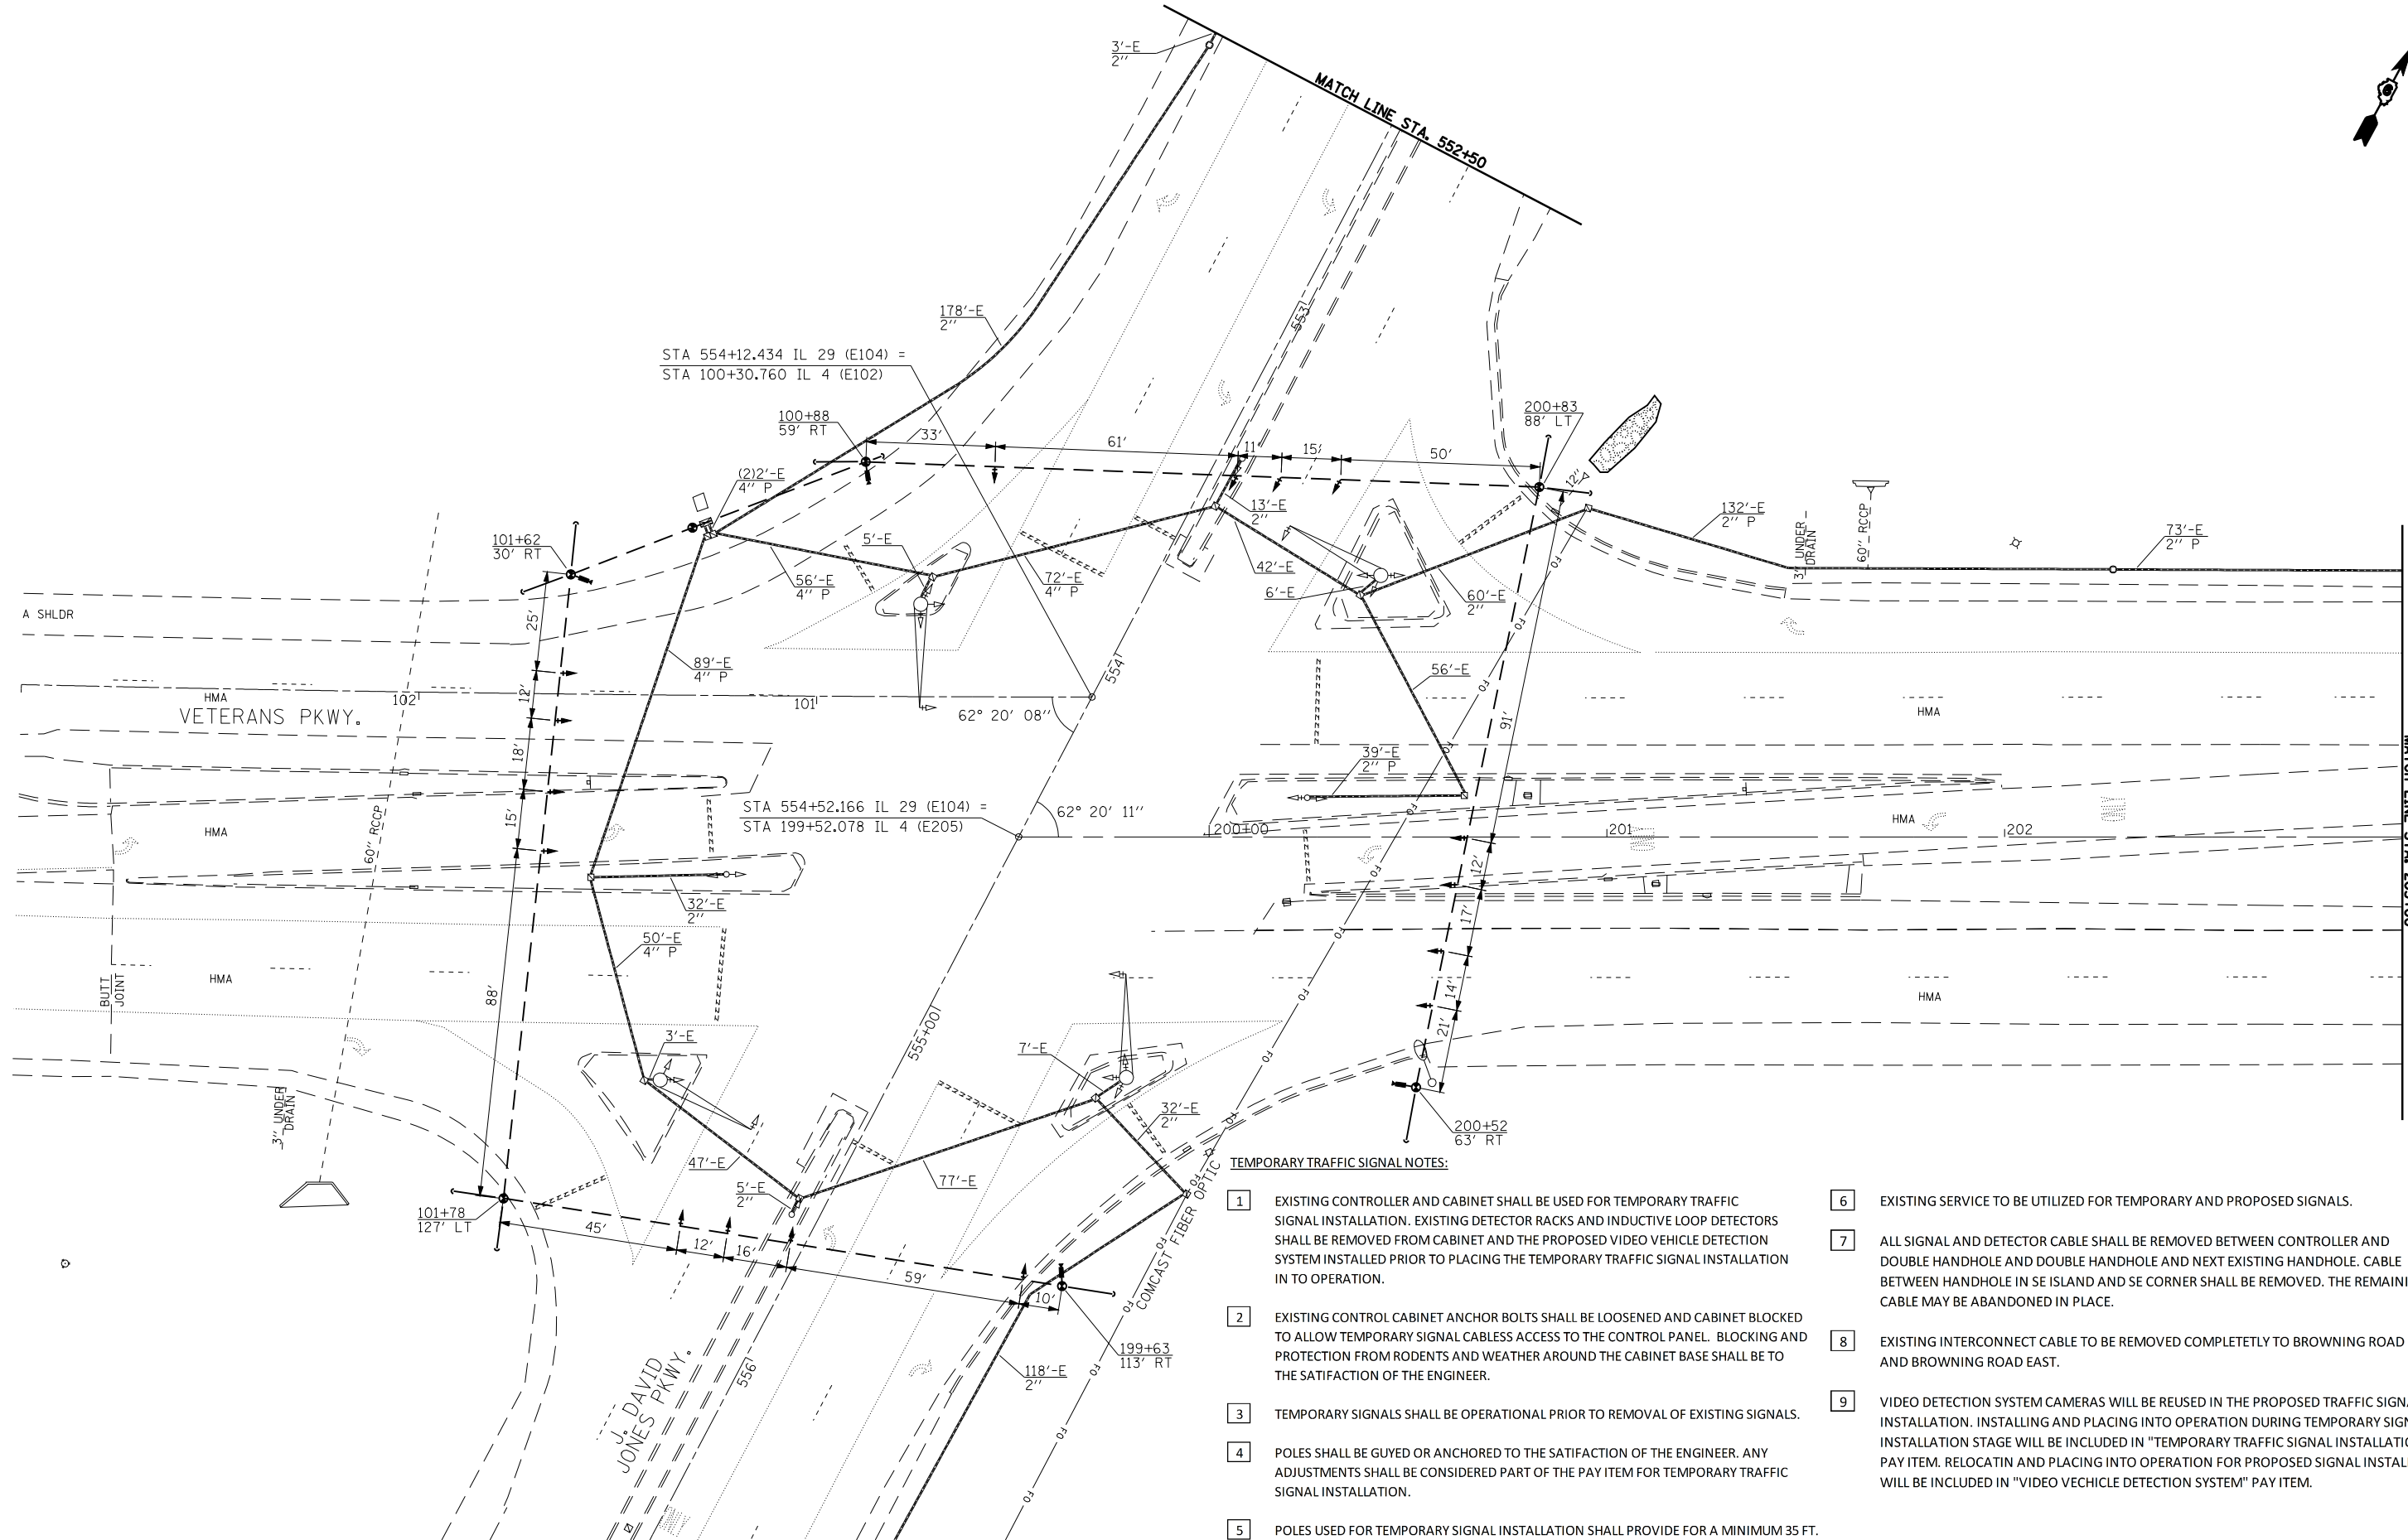 3'-E
2''
MATCH LINE STA. 552+50
178'-E
2''
553
STA 554+12.434 IL 29 (E104) =
STA 100+30.760 IL 4 (E102)
100+88
59' RT
33'
61'
11'
15'
50'
200+83
88' LT
12''
(2)2'-E
4'' P
13'-E
2''
132'-E
2'' P
3'' UNDER
DRAIN
60'' RCCP
73'-E
2'' P
101+62
30' RT
5'-E
56'-E
4'' P
72'-E
4'' P
42'-E
6'-E
60'-E
2''
A SHLDR
25'
89'-E
4'' P
554
56'-E
FO
FO
FO
FO
HMA
102
12'
101
62° 20' 08''
VETERANS PKWY.
HMA
91'
18'
39'-E
2'' P
15'
STA 554+52.166 IL 29 (E104) =
STA 199+52.078 IL 4 (E205)
62° 20' 11''
HMA
60'' RCCP
200+00
201
HMA
202
FO
FO
12'
32'-E
2''
17'
50'-E
4'' P
FO
HMA
BUTT
JOINT
88'
14'
FO
HMA
21'
555+00
3'-E
7'-E
FO
3'' UNDER
DRAIN
32'-E
2''
200+52
63' RT
47'-E
77'-E
5'-E
2''
101+78
127' LT
45'
12'
16'
59'
10'
FO
FO
FO
COMCAST FIBER OPTIC
199+63
113' RT
118'-E
2''
556
J. DAVID
JONES PKWY.
FO
FO
FO
TEMPORARY TRAFFIC SIGNAL NOTES:
1 EXISTING CONTROLLER AND CABINET SHALL BE USED FOR TEMPORARY TRAFFIC
SIGNAL INSTALLATION. EXISTING DETECTOR RACKS AND INDUCTIVE LOOP DETECTORS
SHALL BE REMOVED FROM CABINET AND THE PROPOSED VIDEO VEHICLE DETECTION
SYSTEM INSTALLED PRIOR TO PLACING THE TEMPORARY TRAFFIC SIGNAL INSTALLATION
IN TO OPERATION.
2 EXISTING CONTROL CABINET ANCHOR BOLTS SHALL BE LOOSENED AND CABINET BLOCKED
TO ALLOW TEMPORARY SIGNAL CABLESS ACCESS TO THE CONTROL PANEL. BLOCKING AND
PROTECTION FROM RODENTS AND WEATHER AROUND THE CABINET BASE SHALL BE TO
THE SATIFACTION OF THE ENGINEER.
3 TEMPORARY SIGNALS SHALL BE OPERATIONAL PRIOR TO REMOVAL OF EXISTING SIGNALS.
4 POLES SHALL BE GUYED OR ANCHORED TO THE SATIFACTION OF THE ENGINEER. ANY
ADJUSTMENTS SHALL BE CONSIDERED PART OF THE PAY ITEM FOR TEMPORARY TRAFFIC
SIGNAL INSTALLATION.
5 POLES USED FOR TEMPORARY SIGNAL INSTALLATION SHALL PROVIDE FOR A MINIMUM 35 FT.
6 EXISTING SERVICE TO BE UTILIZED FOR TEMPORARY AND PROPOSED SIGNALS.
7 ALL SIGNAL AND DETECTOR CABLE SHALL BE REMOVED BETWEEN CONTROLLER AND
DOUBLE HANDHOLE AND DOUBLE HANDHOLE AND NEXT EXISTING HANDHOLE. CABLE
BETWEEN HANDHOLE IN SE ISLAND AND SE CORNER SHALL BE REMOVED. THE REMAINI
CABLE MAY BE ABANDONED IN PLACE.
8 EXISTING INTERCONNECT CABLE TO BE REMOVED COMPLETETLY TO BROWNING ROAD
AND BROWNING ROAD EAST.
9 VIDEO DETECTION SYSTEM CAMERAS WILL BE REUSED IN THE PROPOSED TRAFFIC SIGNA
INSTALLATION. INSTALLING AND PLACING INTO OPERATION DURING TEMPORARY SIGN
INSTALLATION STAGE WILL BE INCLUDED IN "TEMPORARY TRAFFIC SIGNAL INSTALLATIO
PAY ITEM. RELOCATIN AND PLACING INTO OPERATION FOR PROPOSED SIGNAL INSTALL
WILL BE INCLUDED IN "VIDEO VECHICLE DETECTION SYSTEM" PAY ITEM.